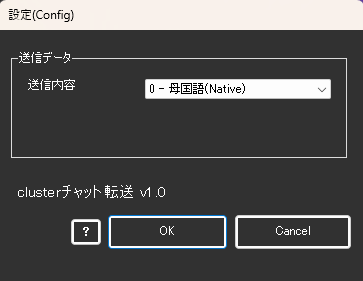 設定(Config)
送信データ
送信内容
0 - 母国語(Native)
clusterチャット転送 v1.0
?
OK
Cancel